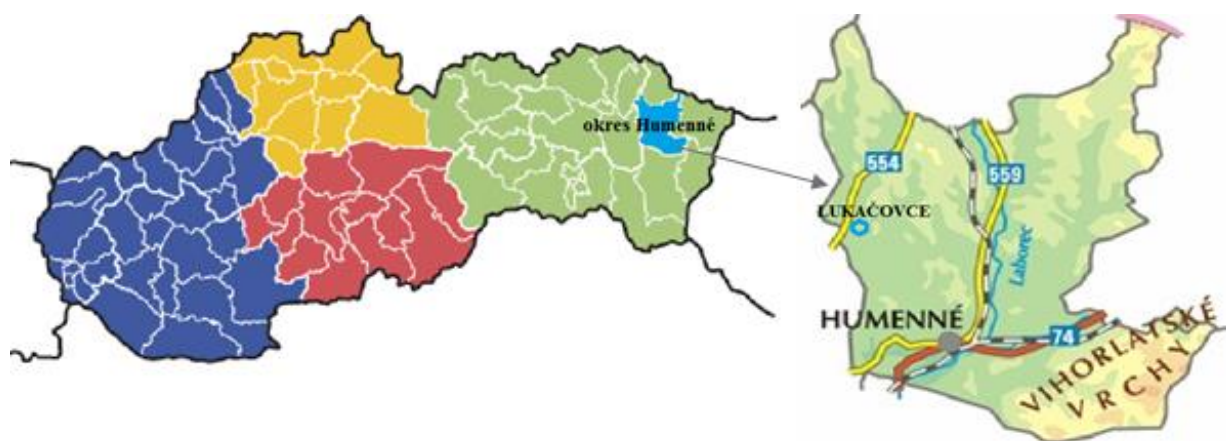 okres Humenné
554
559
LUKAČOVCE
Laborec
HUMENNÉ
74
VIHORLATSKÉ
VRCHY